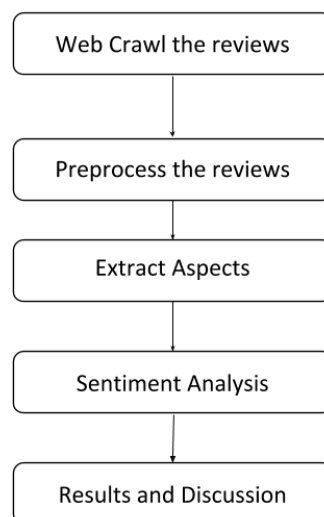 Web Crawl the reviews
Preprocess the reviews
Extract Aspects
Sentiment Analysis
Results and Discussion